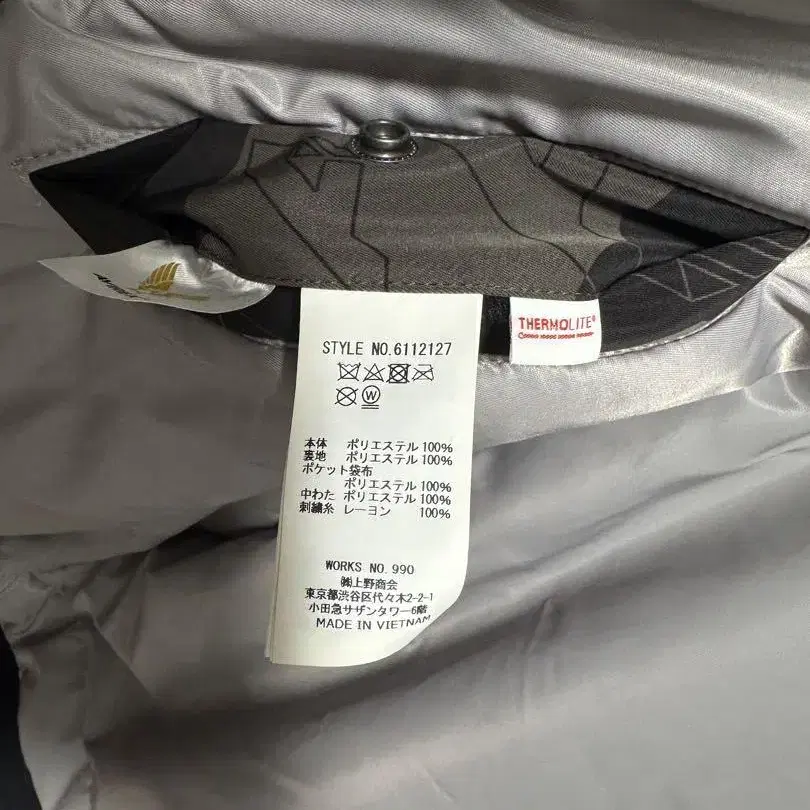 STYLE NO.6112127
W
本体 ポリエステル 100%
裏地 ポリエステル 100%
ポケット袋布
ポリエステル 100%
中わた ポリエステル 100%
刺繍糸 レーヨン 100%
WORKS NO. 990
㈱上野商会
東京都渋谷区代々木2-2-1
小田急サザンタワー6階
MADE IN VIETNAM
THERMOLITE®